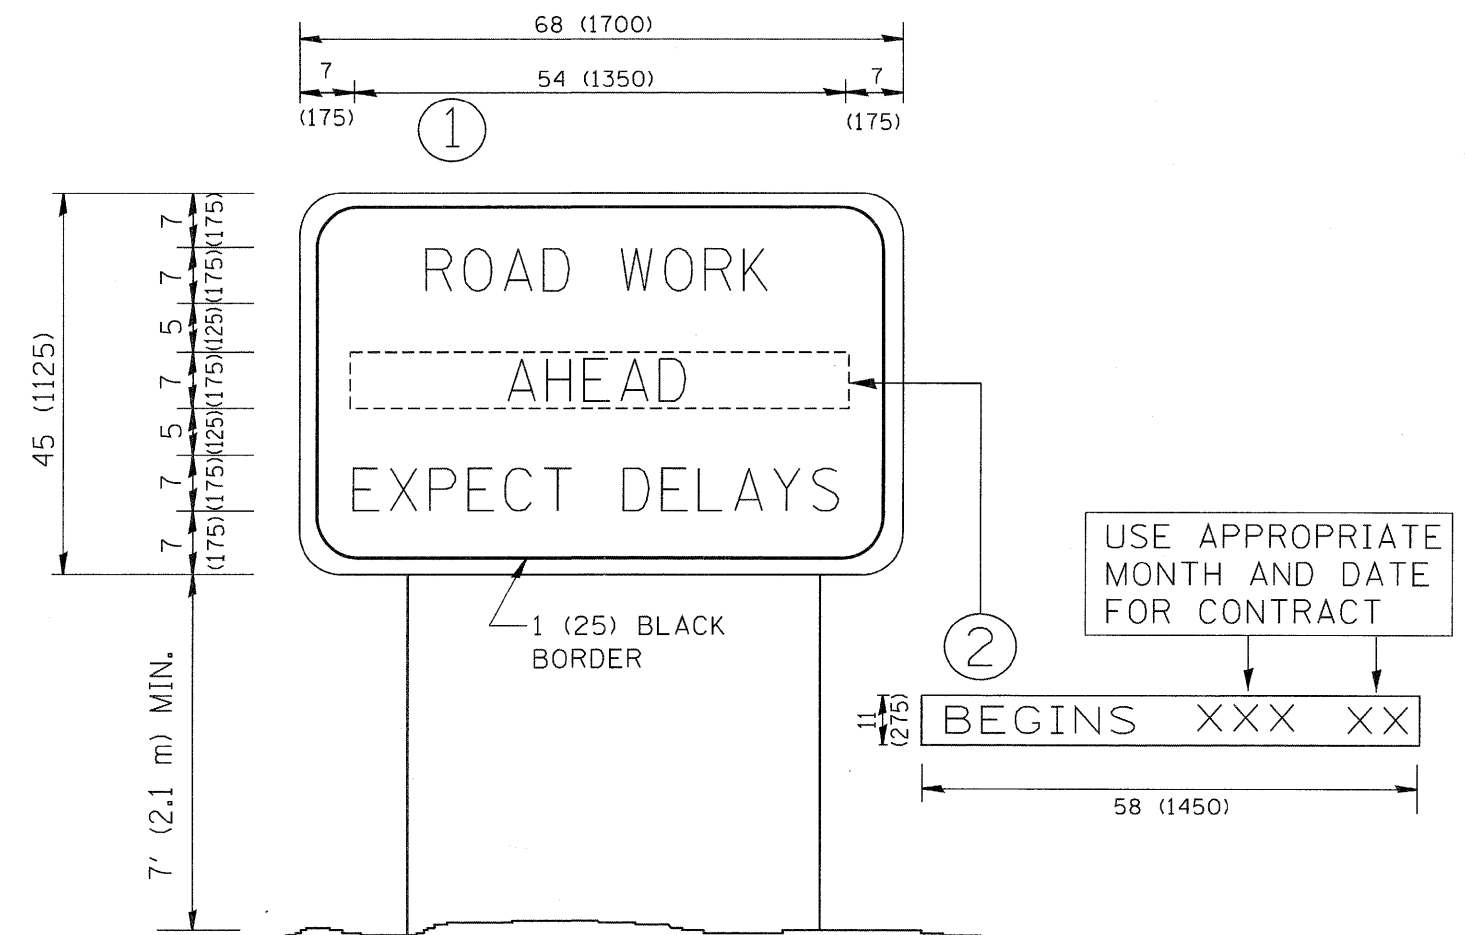 68 (1700)
7 54 (1350) 7
(175) (175)
1
ROAD WORK
AHEAD
EXPECT DELAYS
7 (175)
7 (175)
5 (125)
7 (175)
5 (125)
7 (175)
7 (175)
45 (1125)
7' (2.1 m) MIN.
1 (25) BLACK
BORDER
USE APPROPRIATE
MONTH AND DATE
FOR CONTRACT
2
11
(275)
BEGINS XXX XX
58 (1450)